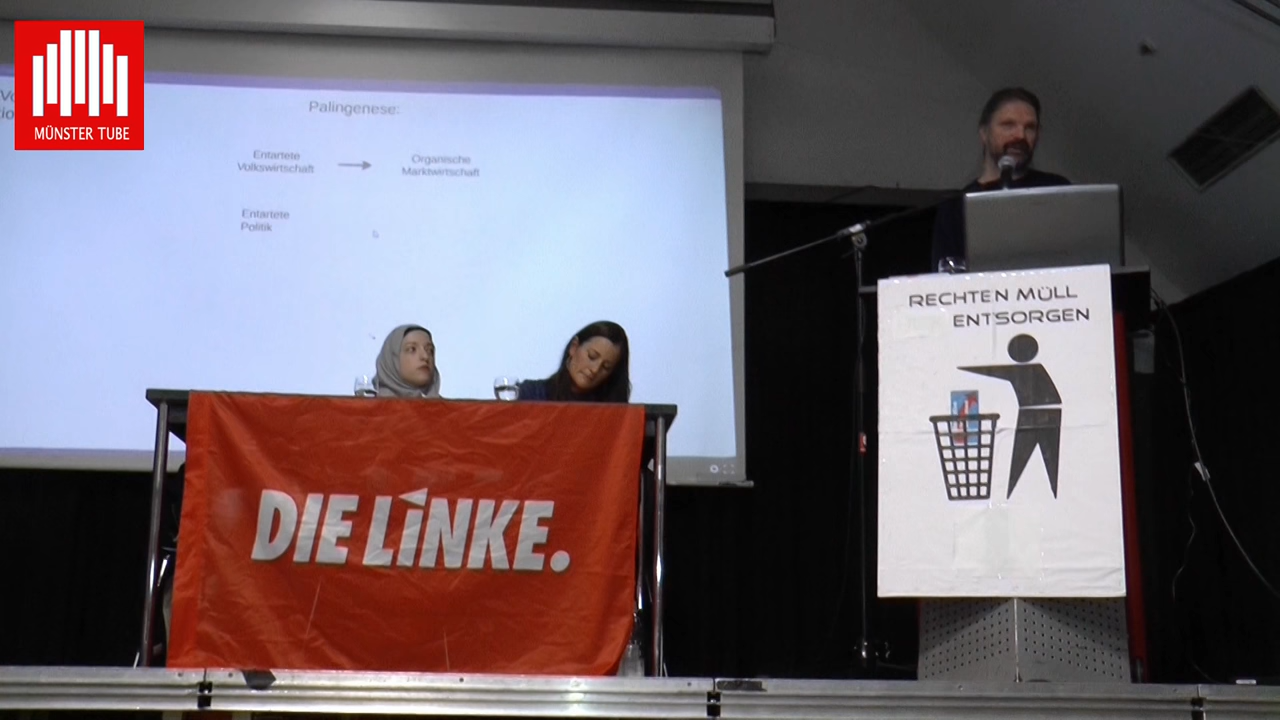 MÜNSTER TUBE
Palingenese:
Entartete
Volkswirtschaft
Organische
Marktwirtschaft
Entartete
Politik
RECHTEN MÜLL
ENTSORGEN
DIE LINKE.